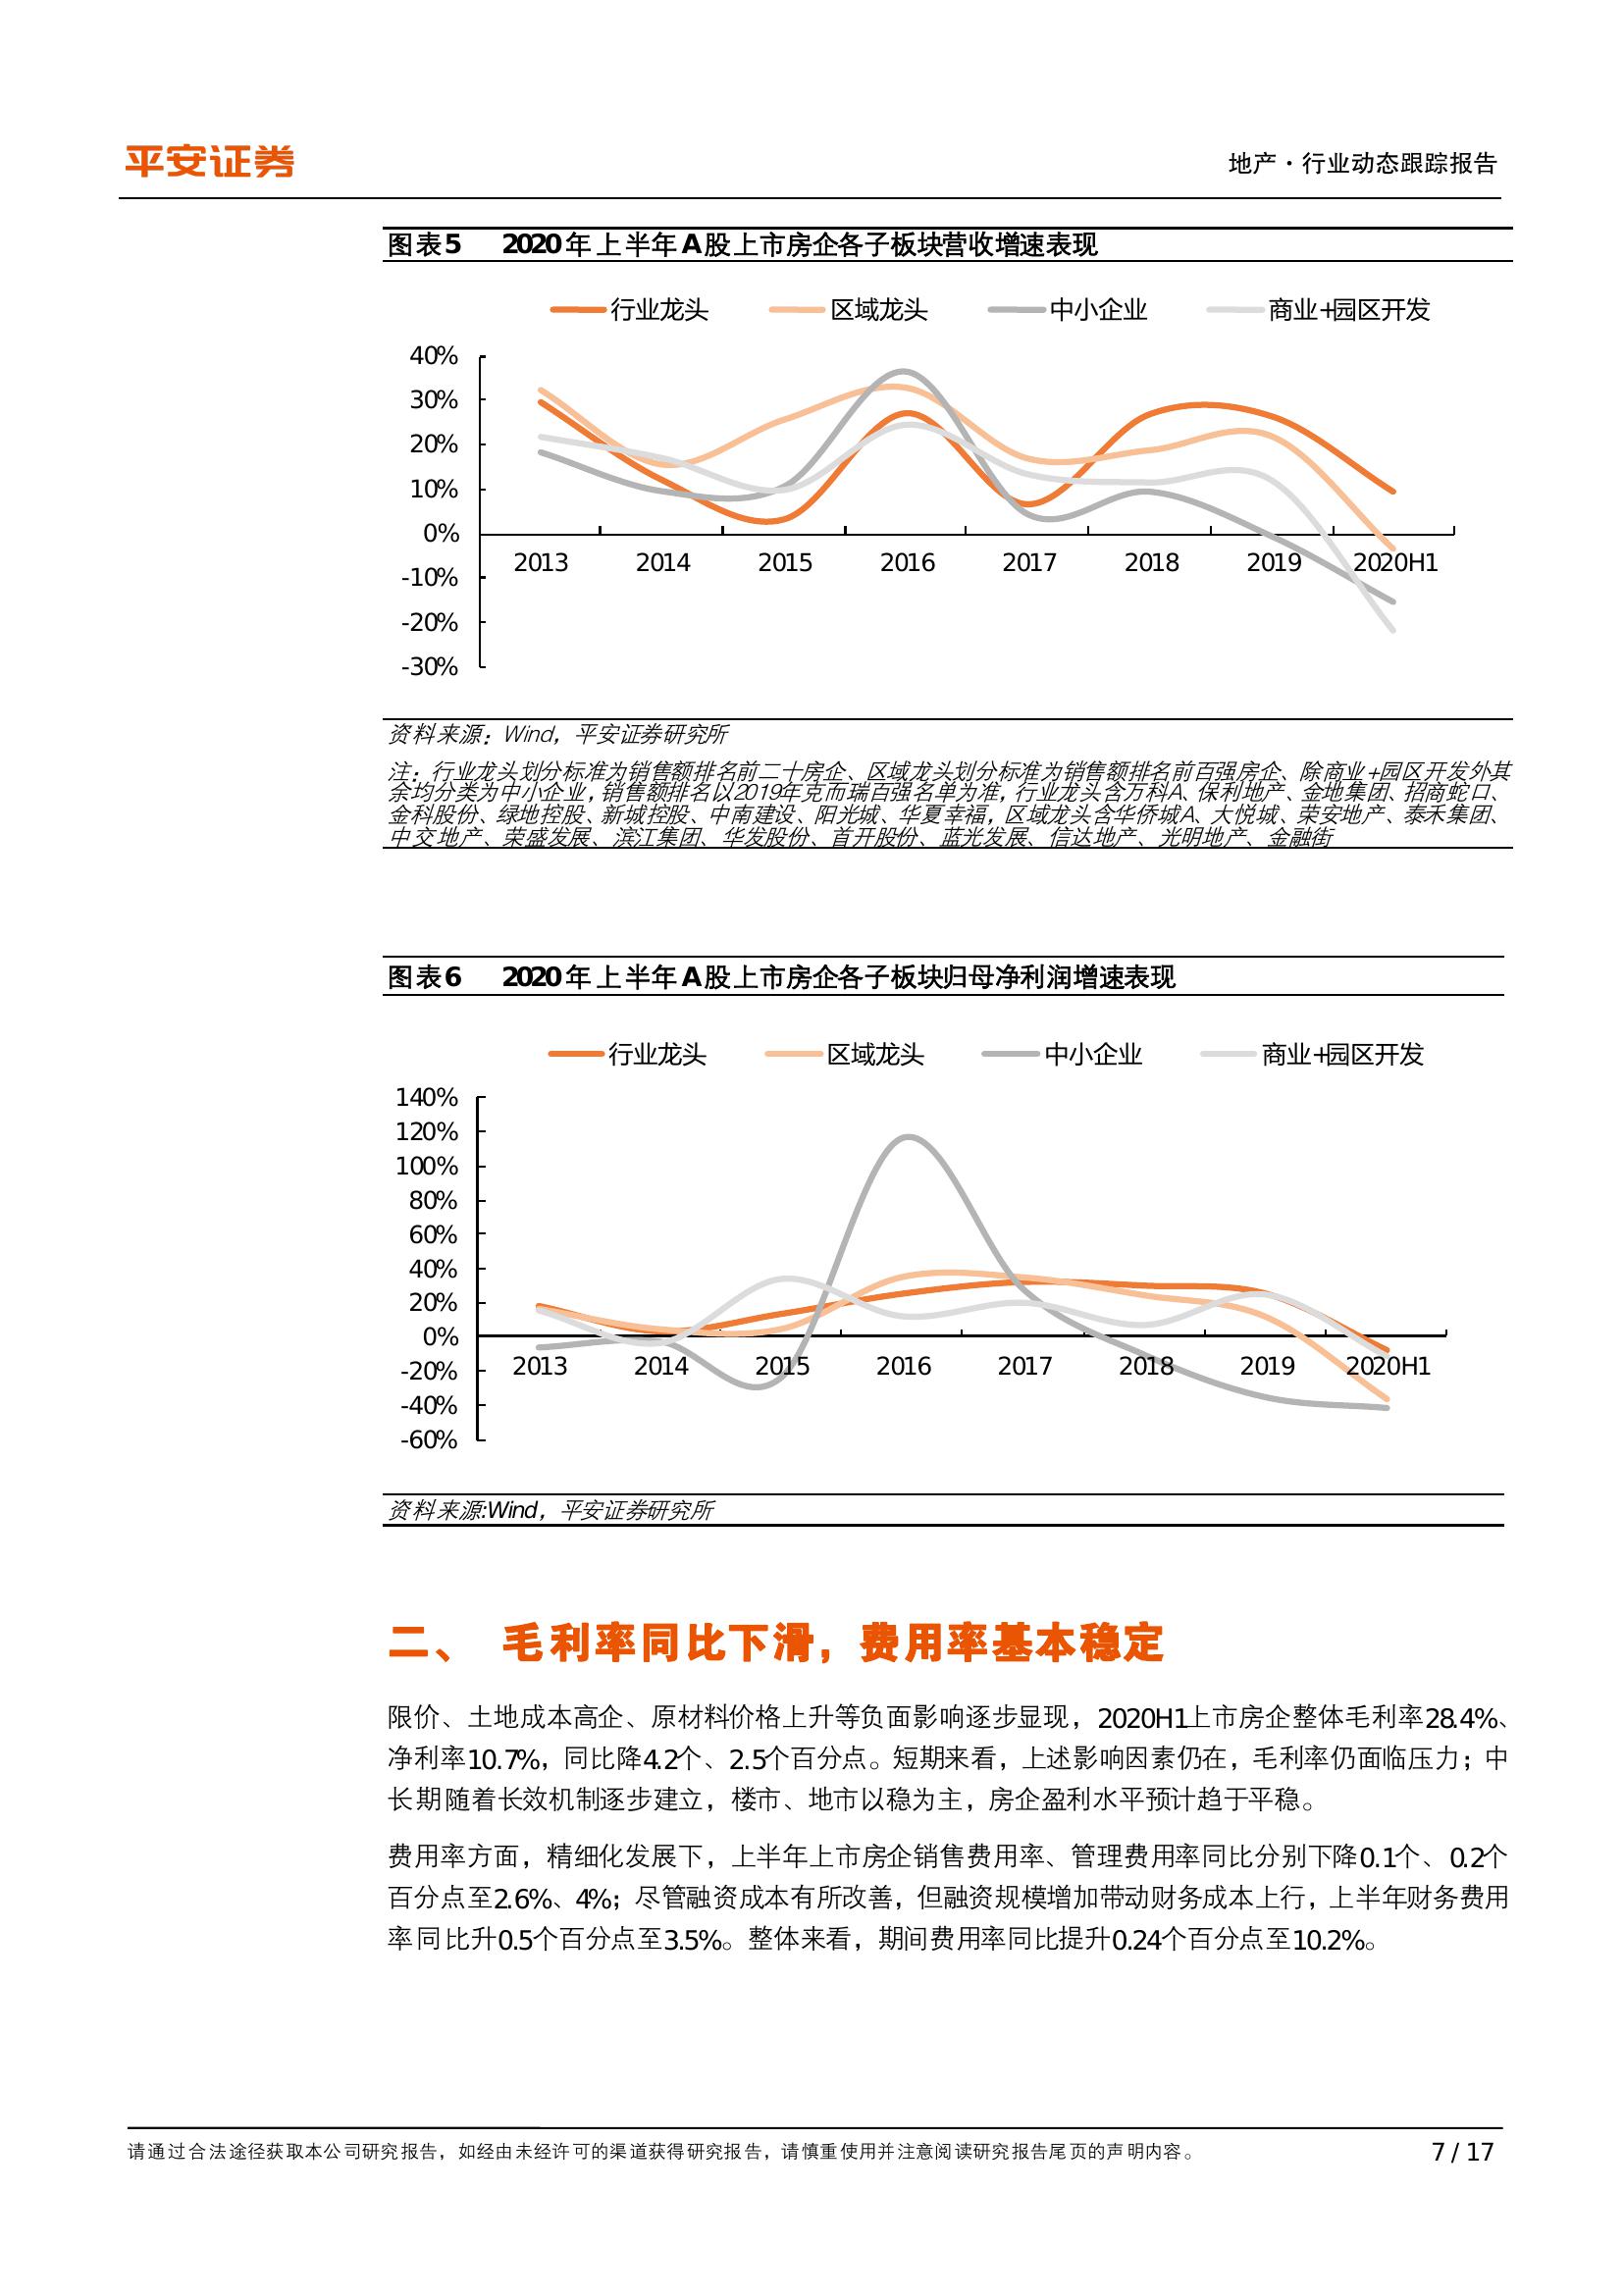 平安证券
地产·行业动态跟踪报告
图表5 2020年上半年A股上市房企各子板块营收增速表现
行业龙头 区域龙头 中小企业 商业+园区开发
40%
30%
20%
10%
0%
-10%
-20%
-30%
2013 2014 2015 2016 2017 2018 2019 2020H1
资料来源：Wind，平安证券研究所
注：行业龙头划分标准为销售额排名前二十房企、区域龙头划分标准为销售额排名前百强房企、除商业+园区开发外其
余均分类为中小企业，销售额排名以2019年克而瑞百强名单为准，行业龙头含万科A、保利地产、金地集团、招商蛇口、
金科股份、绿地控股、新城控股、中南建设、阳光城、华夏幸福，区域龙头含华侨城A、大悦城、荣安地产、泰禾集团、
中交地产、荣盛发展、滨江集团、华发股份、首开股份、蓝光发展、信达地产、光明地产、金融街
图表6 2020年上半年A股上市房企各子板块归母净利润增速表现
行业龙头 区域龙头 中小企业 商业+园区开发
140%
120%
100%
80%
60%
40%
20%
0%
-20%
-40%
-60%
2013 2014 2015 2016 2017 2018 2019 2020H1
资料来源:Wind，平安证券研究所
二、 毛利率同比下滑，费用率基本稳定
限价、土地成本高企、原材料价格上升等负面影响逐步显现，2020H1上市房企整体毛利率28.4%、
净利率10.7%，同比降4.2个、2.5个百分点。短期来看，上述影响因素仍在，毛利率仍面临压力；中
长期随着长效机制逐步建立，楼市、地市以稳为主，房企盈利水平预计趋于平稳。
费用率方面，精细化发展下，上半年上市房企销售费用率、管理费用率同比分别下降0.1个、0.2个
百分点至2.6%、4%；尽管融资成本有所改善，但融资规模增加带动财务成本上行，上半年财务费用
率同比升0.5个百分点至3.5%。整体来看，期间费用率同比提升0.24个百分点至10.2%。
请通过合法途径获取本公司研究报告，如经由未经许可的渠道获得研究报告，请慎重使用并注意阅读研究报告尾页的声明内容。
7 / 17